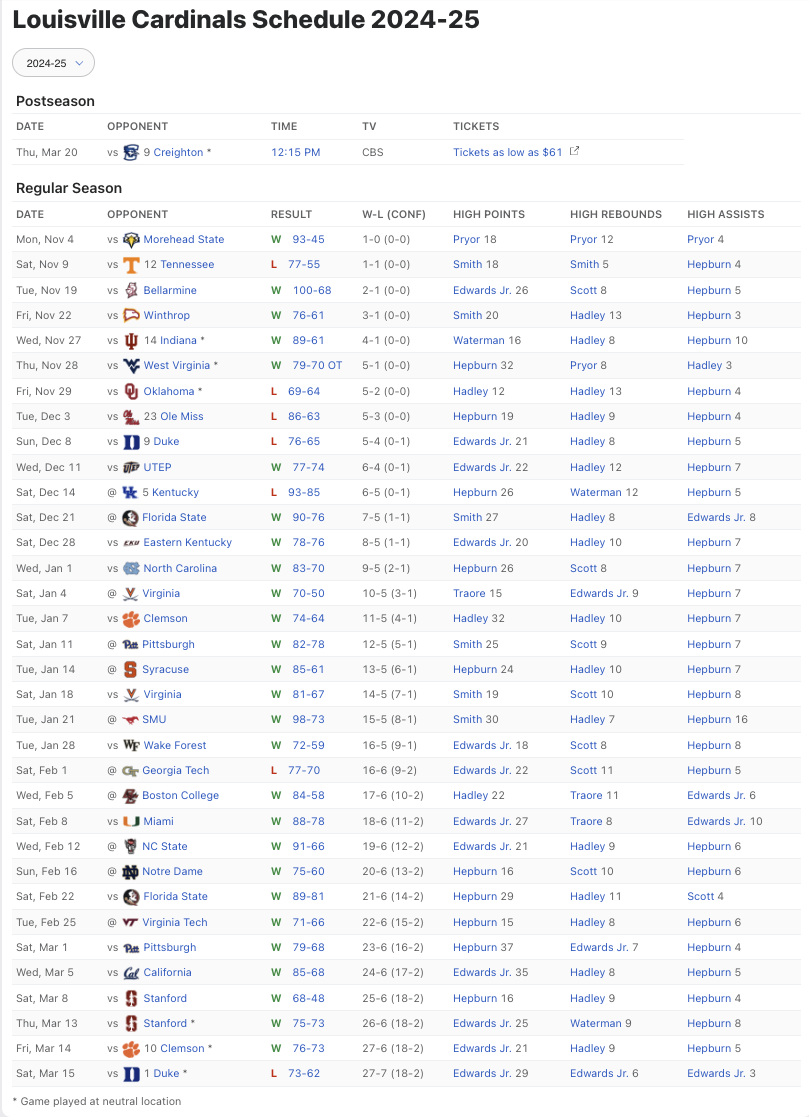 Louisville Cardinals Schedule 2024-25
2024-25
Postseason
DATE OPPONENT TIME TV TICKETS
Thu, Mar 20 vs 9 Creighton * 12:15 PM CBS Tickets as low as $61
Regular Season
DATE OPPONENT RESULT W-L (CONF) HIGH POINTS HIGH REBOUNDS HIGH ASSISTS
Mon, Nov 4 vs Morehead State W 93-45 1-0 (0-0) Pryor 18 Pryor 12 Pryor 4
Sat, Nov 9 vs 12 Tennessee L 77-55 1-1 (0-0) Smith 18 Smith 5 Hepburn 4
Tue, Nov 19 vs Bellarmine W 100-68 2-1 (0-0) Edwards Jr. 26 Scott 8 Hepburn 5
Fri, Nov 22 vs Winthrop W 76-61 3-1 (0-0) Smith 20 Hadley 13 Hepburn 3
Wed, Nov 27 vs 14 Indiana * W 89-61 4-1 (0-0) Waterman 16 Hadley 8 Hepburn 10
Thu, Nov 28 vs West Virginia * W 79-70 OT 5-1 (0-0) Hepburn 32 Pryor 8 Hadley 3
Fri, Nov 29 vs Oklahoma * L 69-64 5-2 (0-0) Hadley 12 Hadley 13 Hepburn 4
Tue, Dec 3 vs 23 Ole Miss L 86-63 5-3 (0-0) Hepburn 19 Hadley 9 Hepburn 4
Sun, Dec 8 vs 9 Duke L 76-65 5-4 (0-1) Edwards Jr. 21 Hadley 8 Hepburn 5
Wed, Dec 11 vs UTEP W 77-74 6-4 (0-1) Edwards Jr. 22 Hadley 12 Hepburn 7
Sat, Dec 14 @ 5 Kentucky L 93-85 6-5 (0-1) Hepburn 26 Waterman 12 Hepburn 5
Sat, Dec 21 @ Florida State W 90-76 7-5 (1-1) Smith 27 Hadley 8 Edwards Jr. 8
Sat, Dec 28 vs Eastern Kentucky W 78-76 8-5 (1-1) Edwards Jr. 20 Hadley 10 Hepburn 7
Wed, Jan 1 vs North Carolina W 83-70 9-5 (2-1) Hepburn 26 Scott 8 Hepburn 7
Sat, Jan 4 @ Virginia W 70-50 10-5 (3-1) Traore 15 Edwards Jr. 9 Hepburn 7
Tue, Jan 7 vs Clemson W 74-64 11-5 (4-1) Hadley 32 Hadley 10 Hepburn 7
Sat, Jan 11 @ Pittsburgh W 82-78 12-5 (5-1) Smith 25 Scott 9 Hepburn 7
Tue, Jan 14 @ Syracuse W 85-61 13-5 (6-1) Hepburn 24 Hadley 10 Hepburn 7
Sat, Jan 18 vs Virginia W 81-67 14-5 (7-1) Smith 19 Scott 10 Hepburn 8
Tue, Jan 21 @ SMU W 98-73 15-5 (8-1) Smith 30 Hadley 7 Hepburn 16
Tue, Jan 28 vs Wake Forest W 72-59 16-5 (9-1) Edwards Jr. 18 Scott 8 Hepburn 8
Sat, Feb 1 @ Georgia Tech L 77-70 16-6 (9-2) Edwards Jr. 22 Scott 11 Hepburn 5
Wed, Feb 5 @ Boston College W 84-58 17-6 (10-2) Hadley 22 Traore 11 Edwards Jr. 6
Sat, Feb 8 vs Miami W 88-78 18-6 (11-2) Edwards Jr. 27 Traore 8 Edwards Jr. 10
Wed, Feb 12 @ NC State W 91-66 19-6 (12-2) Edwards Jr. 21 Hadley 9 Hepburn 6
Sun, Feb 16 @ Notre Dame W 75-60 20-6 (13-2) Hepburn 16 Scott 10 Hepburn 6
Sat, Feb 22 vs Florida State W 89-81 21-6 (14-2) Hepburn 29 Hadley 11 Scott 4
Tue, Feb 25 @ Virginia Tech W 71-66 22-6 (15-2) Hepburn 15 Hadley 8 Hepburn 6
Sat, Mar 1 vs Pittsburgh W 79-68 23-6 (16-2) Hepburn 37 Edwards Jr. 7 Hepburn 4
Wed, Mar 5 vs California W 85-68 24-6 (17-2) Edwards Jr. 35 Hadley 8 Hepburn 5
Sat, Mar 8 vs Stanford W 68-48 25-6 (18-2) Hepburn 16 Hadley 9 Hepburn 4
Thu, Mar 13 vs Stanford * W 75-73 26-6 (18-2) Edwards Jr. 25 Waterman 9 Hepburn 8
Fri, Mar 14 vs 10 Clemson * W 76-73 27-6 (18-2) Edwards Jr. 21 Hadley 9 Hepburn 5
Sat, Mar 15 vs 1 Duke * L 73-62 27-7 (18-2) Edwards Jr. 29 Edwards Jr. 6 Edwards Jr. 3
* Game played at neutral location